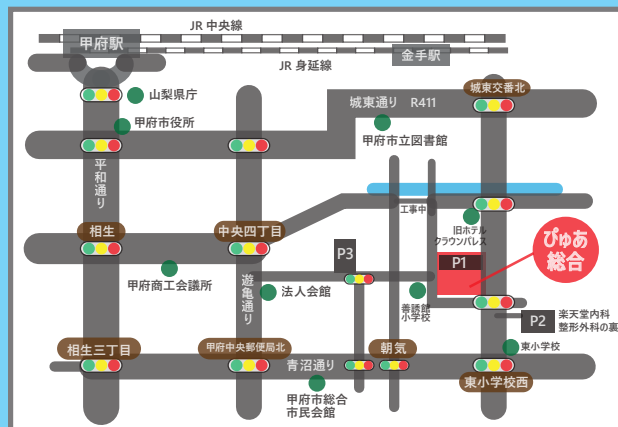 JR 中央線
甲府駅
金手駅
JR 身延線
山梨県庁
城東交番北
城東通り R411
甲府市役所
甲府市立図書館
平和通り
工事中
相生
中央四丁目
旧ホテル
クラウンパレス
ぴゅあ
総合
P3
P1
甲府商工会議所
遊亀通り
法人会館
善誘館
小学校
P2
楽天堂内科
整形外科の裏
相生三丁目
甲府中央郵便局北
青沼通り
朝気
東小学校
東小学校西
甲府市総合
市民会館